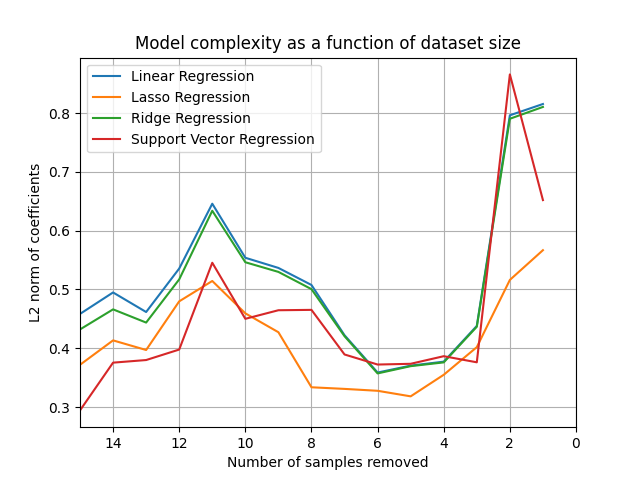 Model complexity as a function of dataset size
Linear Regression
Lasso Regression
Ridge Regression
Support Vector Regression
L2 norm of coefficients
0.8
0.7
0.6
0.5
0.4
0.3
14 12 10 8 6 4 2 0
Number of samples removed